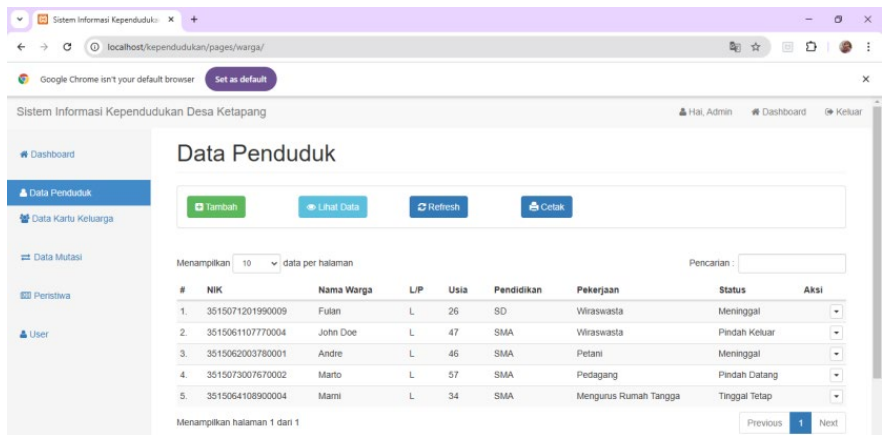 Sistem Informasi Kependuduka
localhost/kependudukan/pages/warga/
Google Chrome isn't your default browser Set as default
Sistem Informasi Kependudukan Desa Ketapang Hai, Admin Dashboard Keluar
Dashboard
Data Penduduk
Data Kartu Keluarga
Data Mutasi
Peristiwa
User
Data Penduduk
Tambah Lihat Data Refresh Cetak
Menampilkan 10 data per halaman Pencarian :
# NIK Nama Warga L/P Usia Pendidikan Pekerjaan Status Aksi
1. 3515071201990009 Fulan L 26 SD Wiraswasta Meninggal
2. 3515061107770004 John Doe L 47 SMA Wiraswasta Pindah Keluar
3. 3515062003780001 Andre L 46 SMA Petani Meninggal
4. 3515073007670002 Marto L 57 SMA Pedagang Pindah Datang
5. 3515064108900004 Marni L 34 SMA Mengurus Rumah Tangga Tinggal Tetap
Menampilkan halaman 1 dari 1 Previous 1 Next